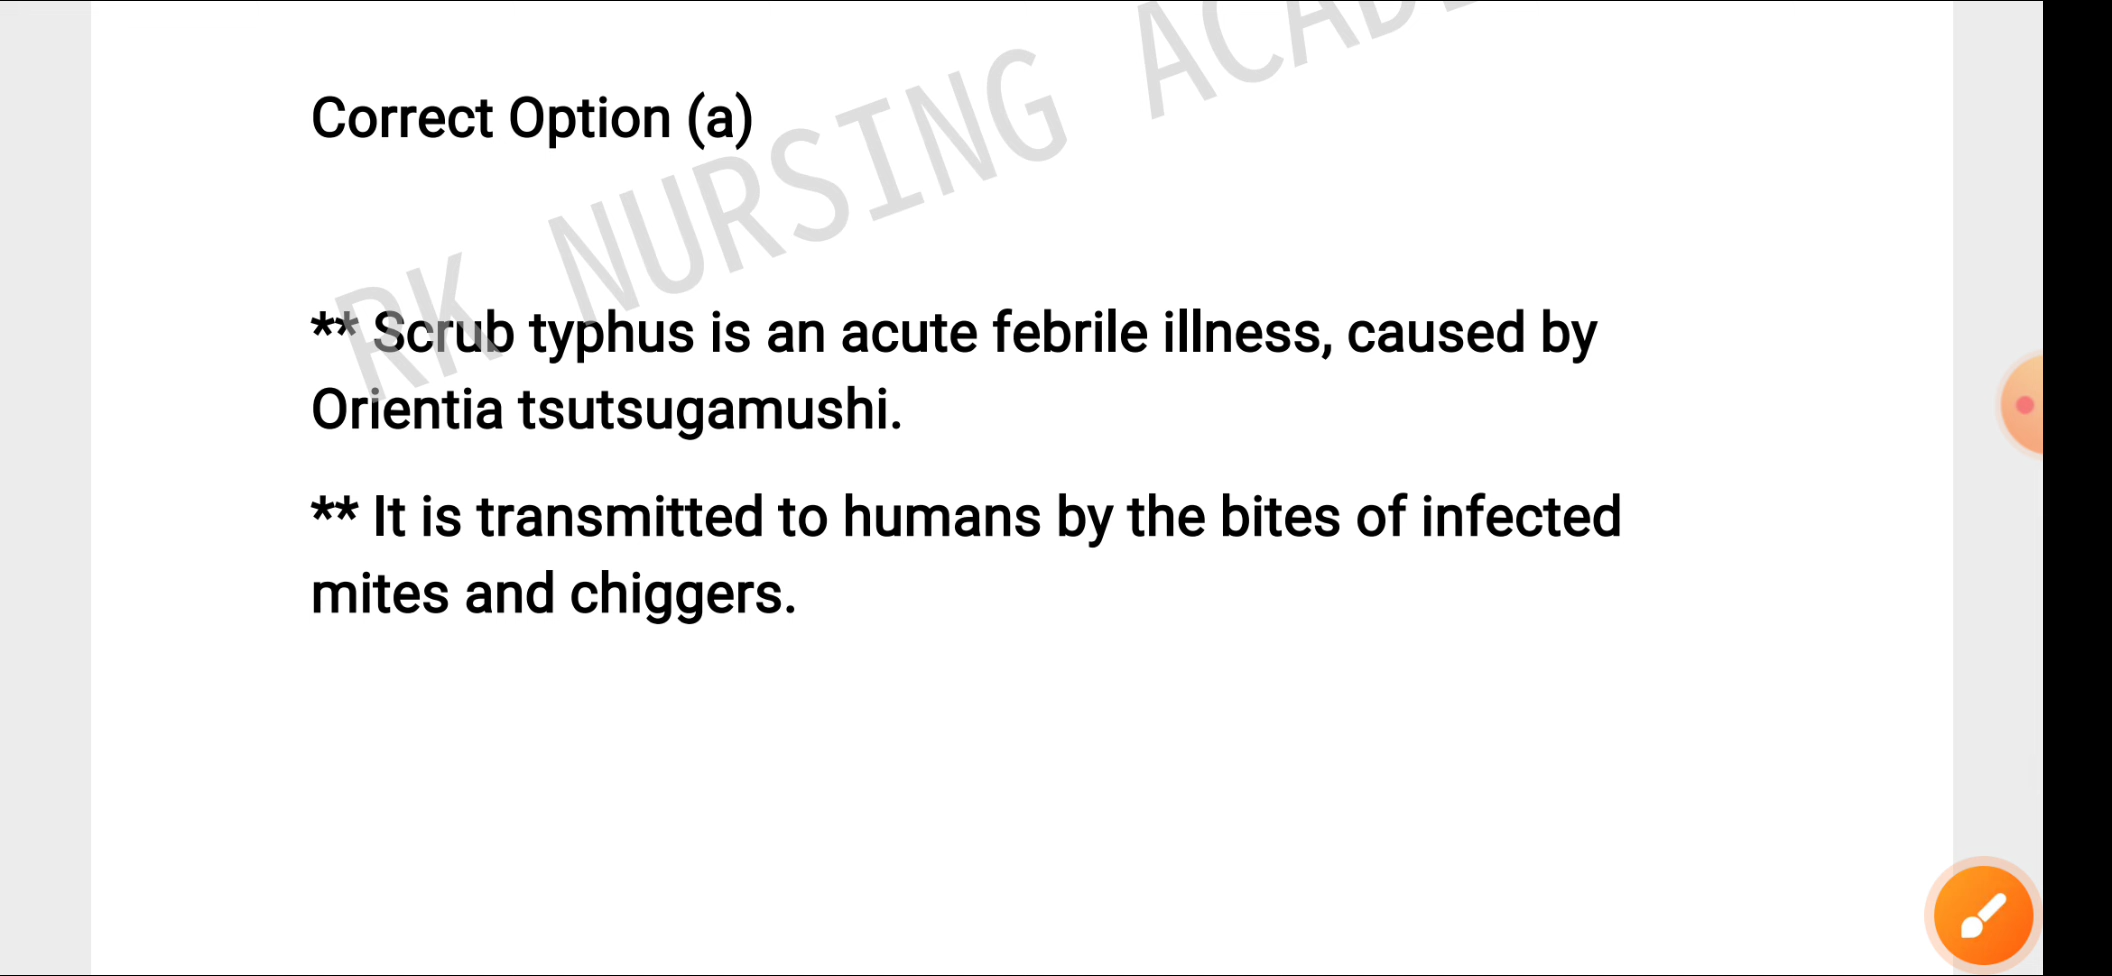 Correct Option (a)
RK NURSING
** Scrub typhus is an acute febrile illness, caused by
Orientia tsutsugamushi.
** It is transmitted to humans by the bites of infected
mites and chiggers.